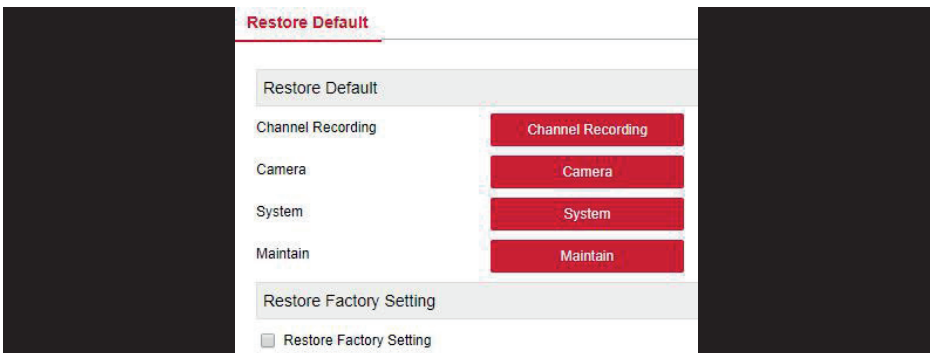 Restore Default
Restore Default
Channel Recording Channel Recording
Camera Camera
System System
Maintain Maintain
Restore Factory Setting
Restore Factory Setting